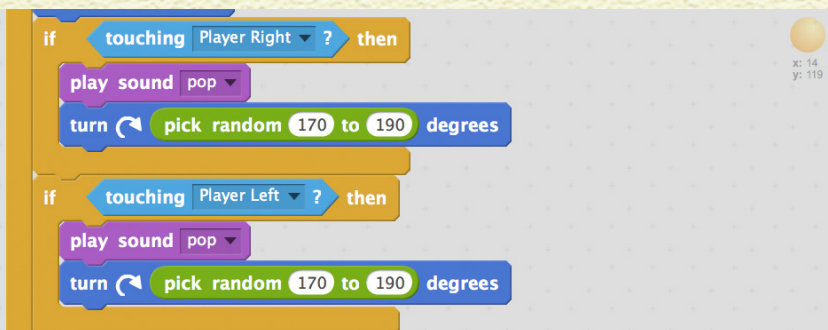 if touching Player Right ? then
x: 14
y: 119
play sound pop
turn pick random 170 to 190 degrees
if touching Player Left ? then
play sound pop
turn pick random 170 to 190 degrees